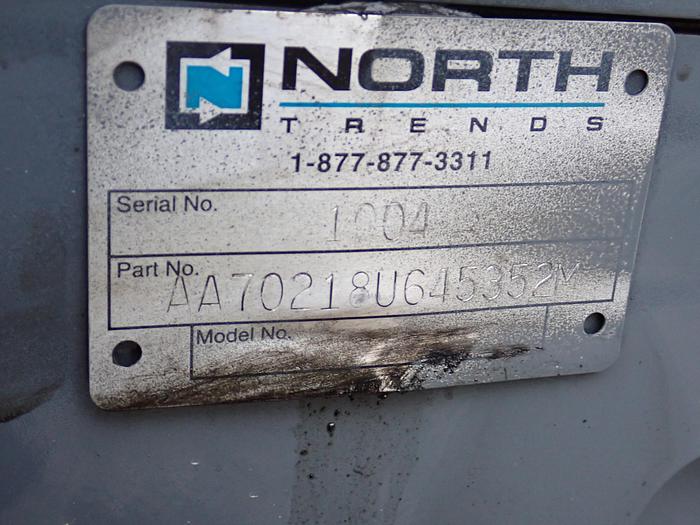 N NORTH
TRENDS
1-877-877-3311
Serial No.
1004
Part No.
AA70218U645352M
Model No.